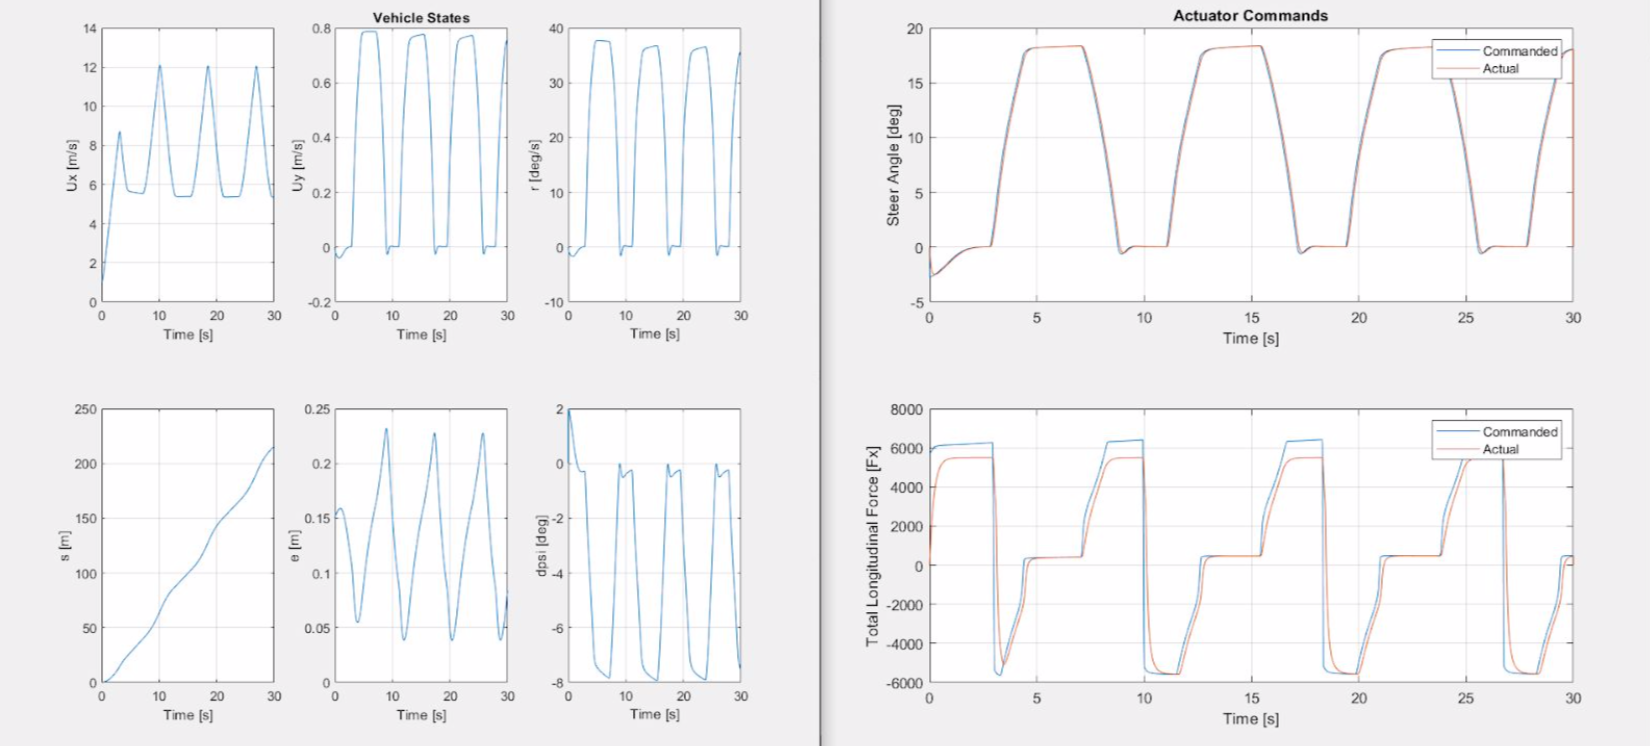 Vehicle States
14
12
10
8
6
4
2
0
Ux [m/s]
0 10 20 30
Time [s]
0.8
0.6
0.4
0.2
0
-0.2
Uy [m/s]
0 10 20 30
Time [s]
40
30
20
10
0
-10
r [deg/s]
0 10 20 30
Time [s]
250
200
150
100
50
0
s [m]
0 10 20 30
Time [s]
0.25
0.2
0.15
0.1
0.05
0
e [m]
0 10 20 30
Time [s]
2
0
-2
-4
-6
-8
dpsi [deg]
0 10 20 30
Time [s]
Actuator Commands
20
15
10
5
0
-5
Steer Angle [deg]
Commanded
Actual
0 5 10 15 20 25 30
Time [s]
8000
6000
4000
2000
0
-2000
-4000
-6000
Total Longitudinal Force [Fx]
Commanded
Actual
0 5 10 15 20 25 30
Time [s]